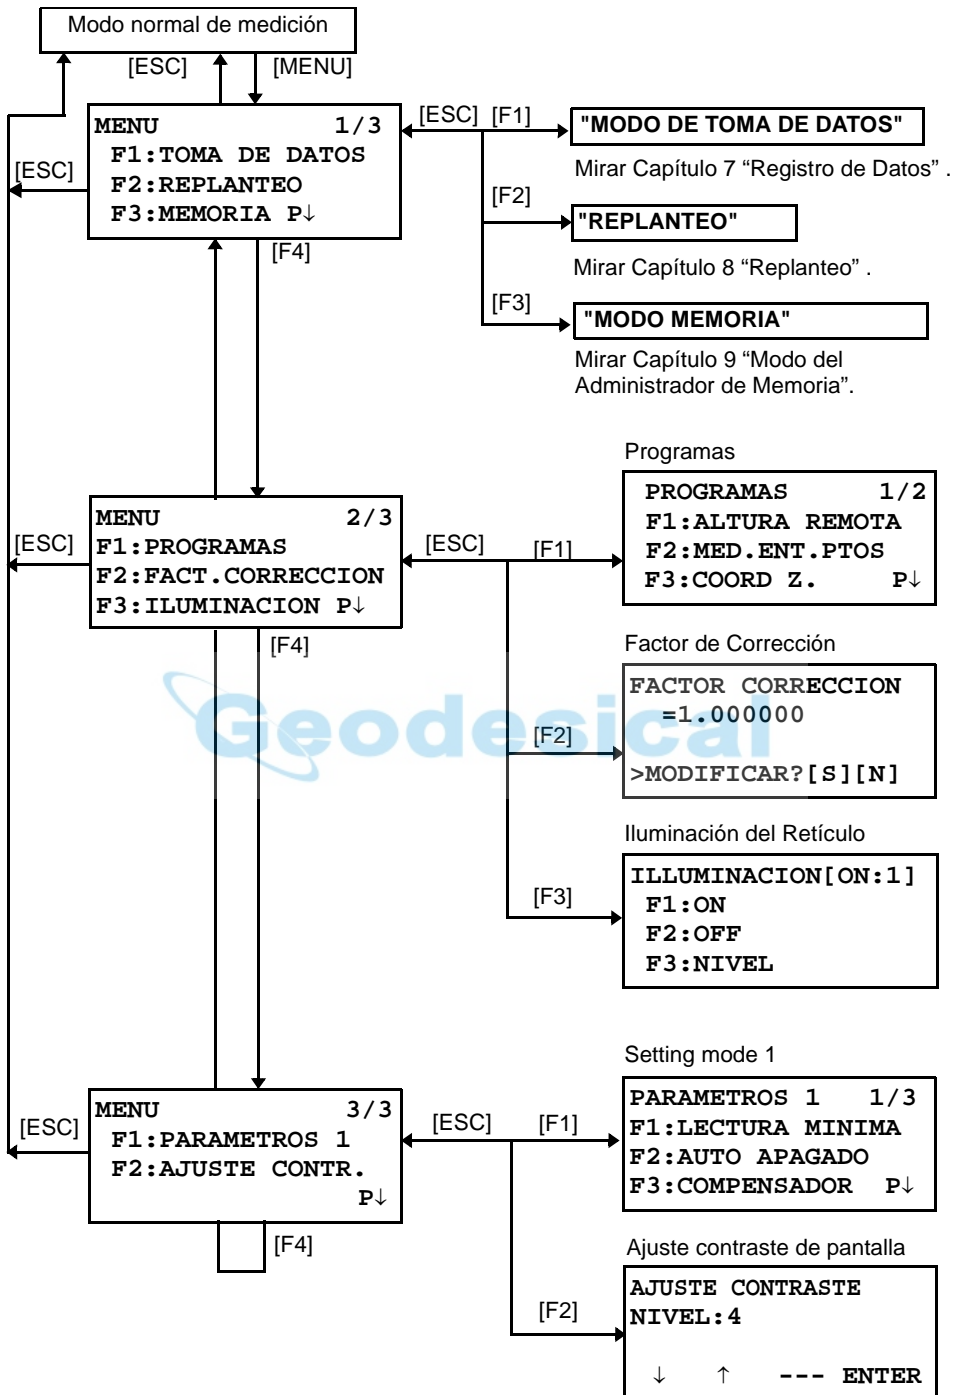 Modo normal de medición
[ESC] [MENU]
MENU 1/3
F1:TOMA DE DATOS
F2:REPLANTEO
F3:MEMORIA P↓
[ESC]
[ESC] [F1]
"MODO DE TOMA DE DATOS"
Mirar Capítulo 7 “Registro de Datos” .
[F2]
"REPLANTEO"
Mirar Capítulo 8 “Replanteo” .
[F3]
"MODO MEMORIA"
Mirar Capítulo 9 “Modo del
Administrador de Memoria”.
[F4]
MENU 2/3
F1:PROGRAMAS
F2:FACT.CORRECCION
F3:ILUMINACION P↓
[ESC]
[ESC]
[F1]
Programas
PROGRAMAS 1/2
F1:ALTURA REMOTA
F2:MED.ENT.PTOS
F3:COORD Z. P↓
[F4]
Factor de Corrección
FACTOR CORRECCION
=1.000000
>MODIFICAR?[S][N]
[F2]
Geodesical
Iluminación del Retículo
ILLUMINACION[ON:1]
F1:ON
F2:OFF
F3:NIVEL
[F3]
MENU 3/3
F1:PARAMETROS 1
F2:AJUSTE CONTR.
P↓
[ESC]
[ESC]
[F1]
Setting mode 1
PARAMETROS 1 1/3
F1:LECTURA MINIMA
F2:AUTO APAGADO
F3:COMPENSADOR P↓
[F4]
Ajuste contraste de pantalla
[F2]
AJUSTE CONTRASTE
NIVEL:4
↓ ↑ --- ENTER